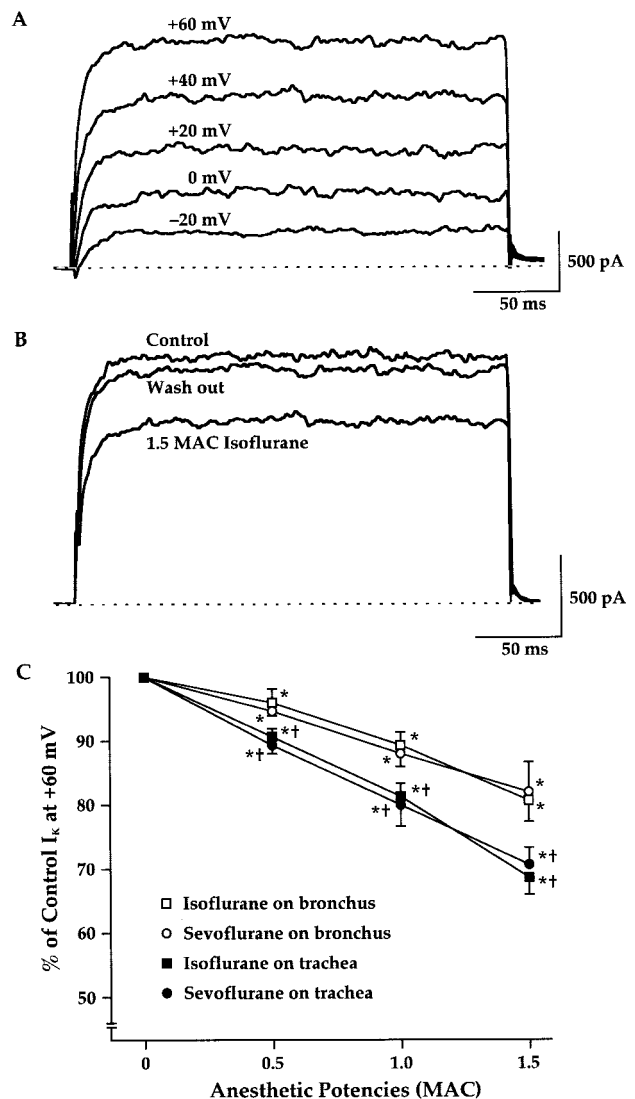 A
+60 mV
+40 mV
+20 mV
0 mV
–20 mV
500 pA
50 ms
B
Control
Wash out
1.5 MAC Isoflurane
500 pA
50 ms
C
% of Control Iκ at +60 mV
100
90
80
70
60
50
*
*
*†
*†
*
*
*†
*†
*
*
*†
*†
Isoflurane on bronchus
Sevoflurane on bronchus
Isoflurane on trachea
Sevoflurane on trachea
0 0.5 1.0 1.5
Anesthetic Potencies (MAC)